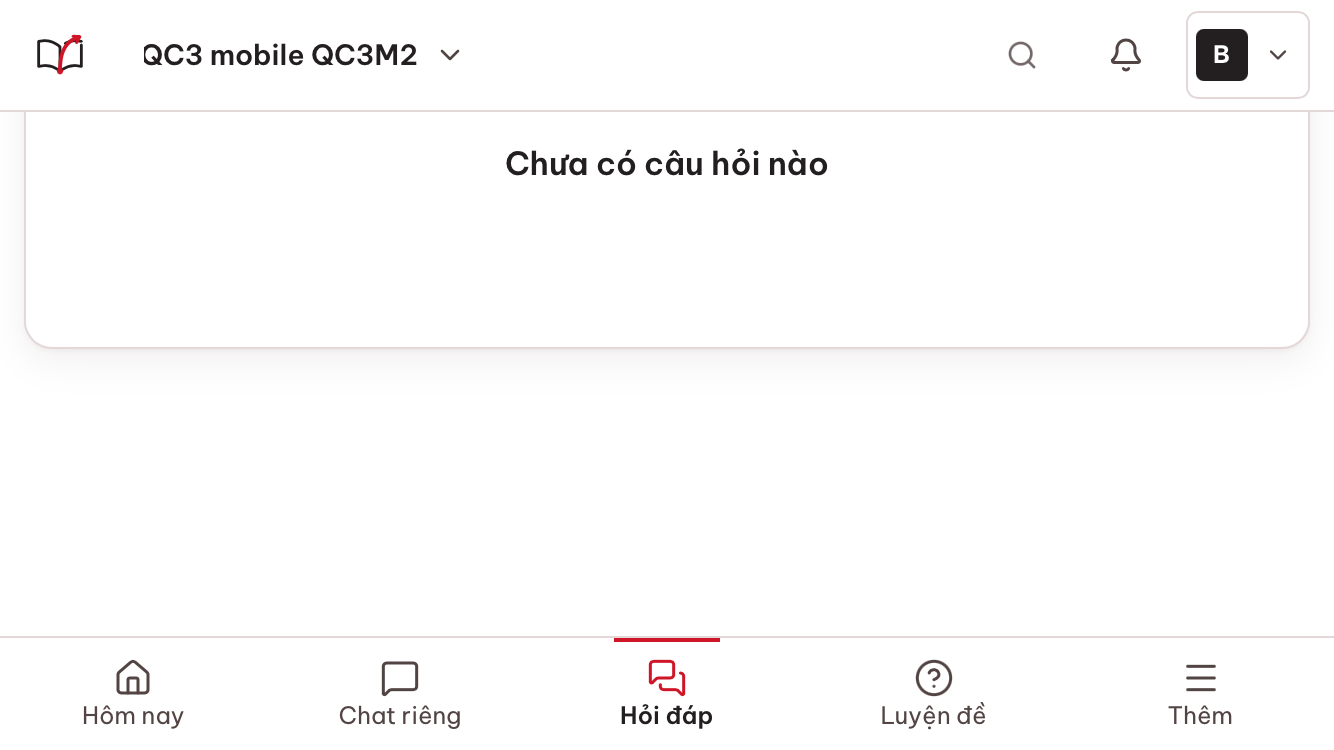 QC3 mobile QC3M2
B
Chưa có câu hỏi nào
Hôm nay
Chat riêng
Hỏi đáp
Luyện đề
Thêm